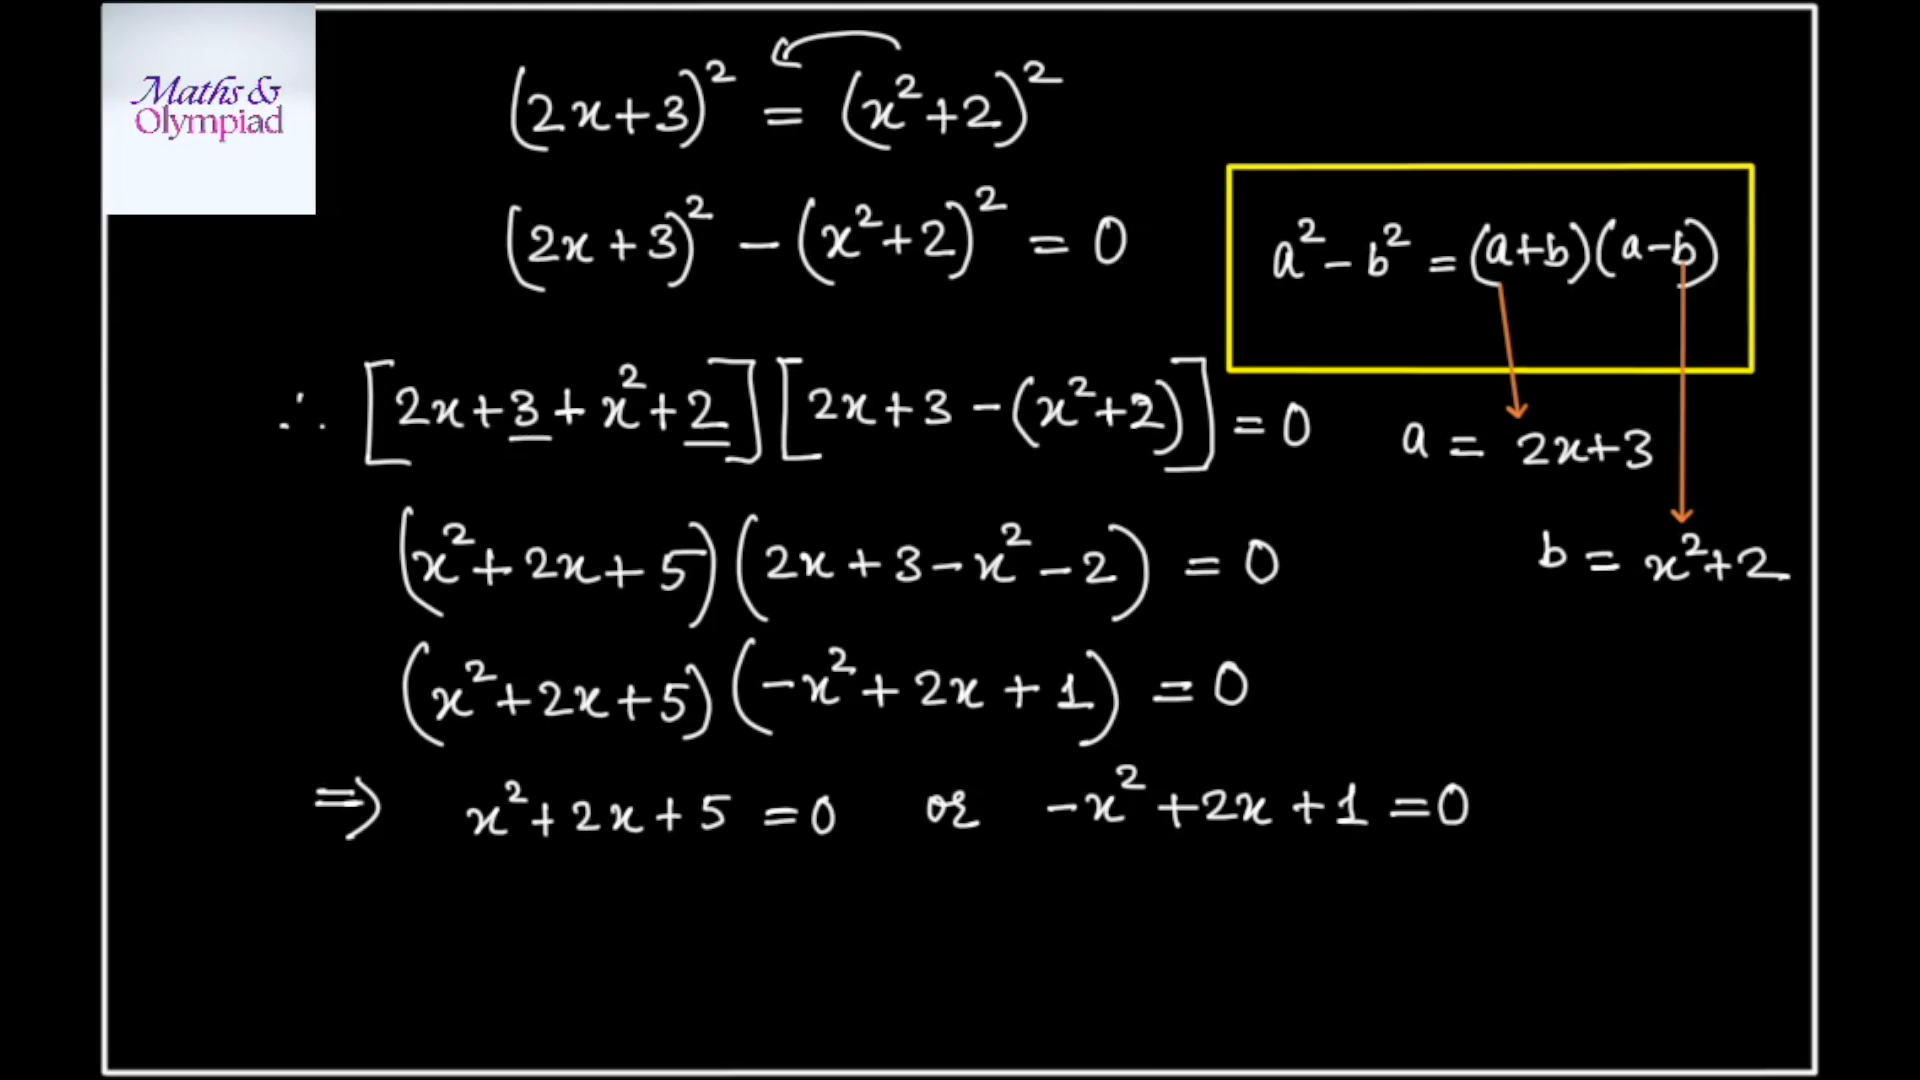 Maths &
Olympiad
(2x+3)² = (x²+2)²
(2x+3)² - (x²+2)² = 0
a² - b² = (a+b)(a-b)
∴ [2x+3+x²+2][2x+3-(x²+2)] = 0
a = 2x+3
(x²+2x+5)(2x+3-x²-2) = 0
b = x²+2
(x²+2x+5)(-x²+2x+1) = 0
⇒ x²+2x+5 = 0 or -x²+2x+1 = 0